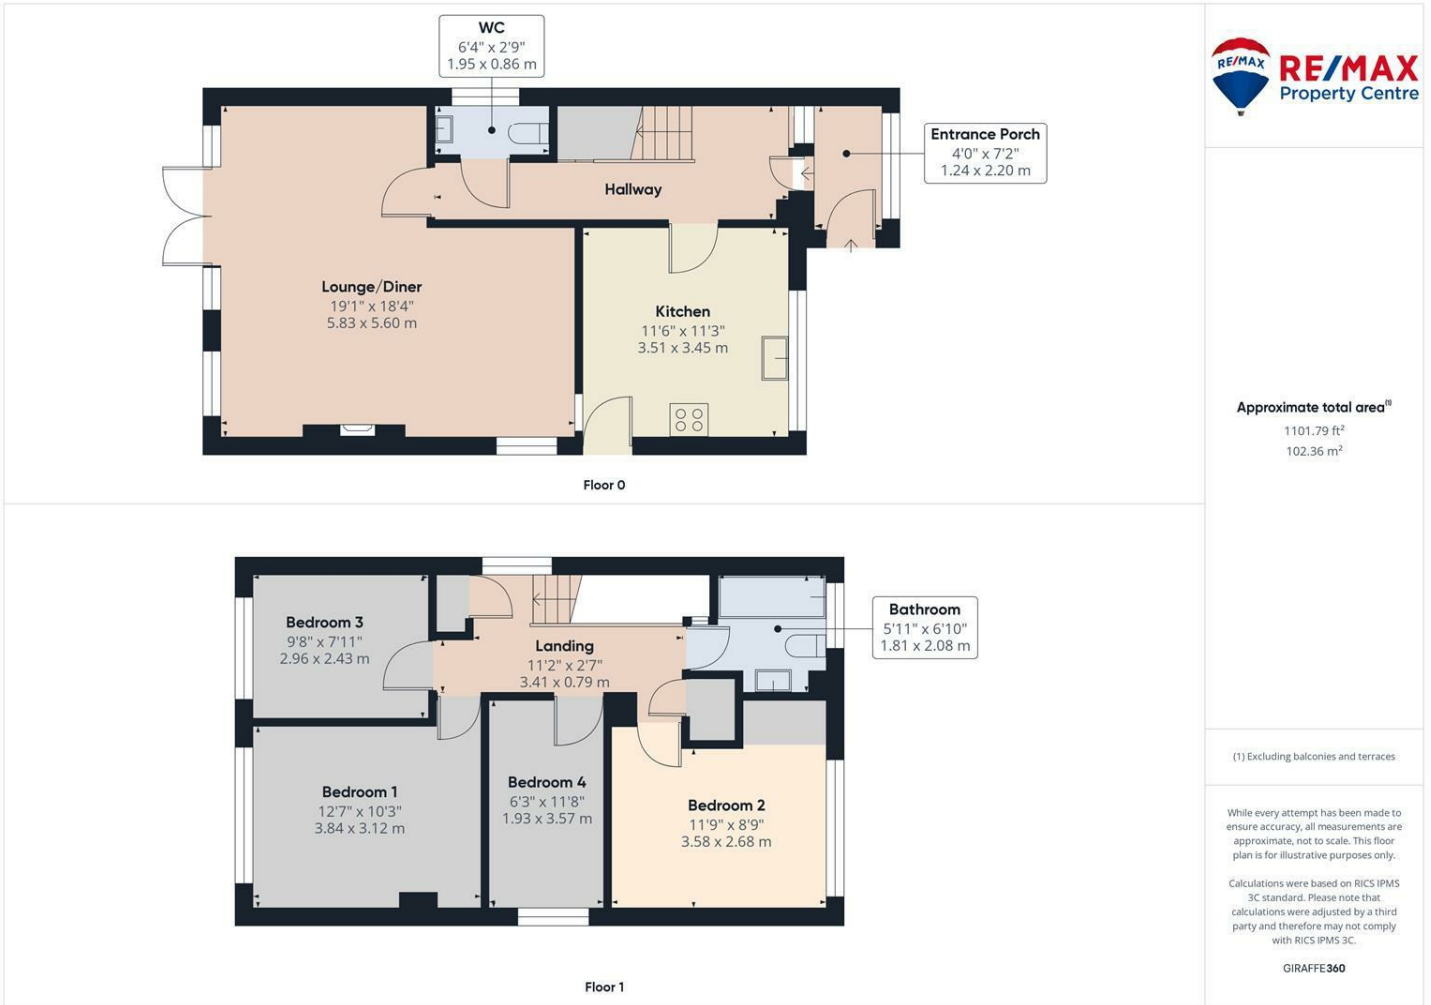 WC
6'4" x 2'9"
1.95 x 0.86 m
Entrance Porch
4'0" x 7'2"
1.24 x 2.20 m
Hallway
Lounge/Diner
19'1" x 18'4"
5.83 x 5.60 m
Kitchen
11'6" x 11'3"
3.51 x 3.45 m
Floor 0
Bedroom 3
9'8" x 7'11"
2.96 x 2.43 m
Landing
11'2" x 2'7"
3.41 x 0.79 m
Bathroom
5'11" x 6'10"
1.81 x 2.08 m
Bedroom 1
12'7" x 10'3"
3.84 x 3.12 m
Bedroom 4
6'3" x 11'8"
1.93 x 3.57 m
Bedroom 2
11'9" x 8'9"
3.58 x 2.68 m
Floor 1
RE/MAX
RE/MAX
Property Centre
Approximate total area(1)
1101.79 ft²
102.36 m²
(1) Excluding balconies and terraces
While every attempt has been made to
ensure accuracy, all measurements are
approximate, not to scale. This floor
plan is for illustrative purposes only.
Calculations were based on RICS IPMS
3C standard. Please note that
calculations were adjusted by a third
party and therefore may not comply
with RICS IPMS 3C.
GIRAFFE360